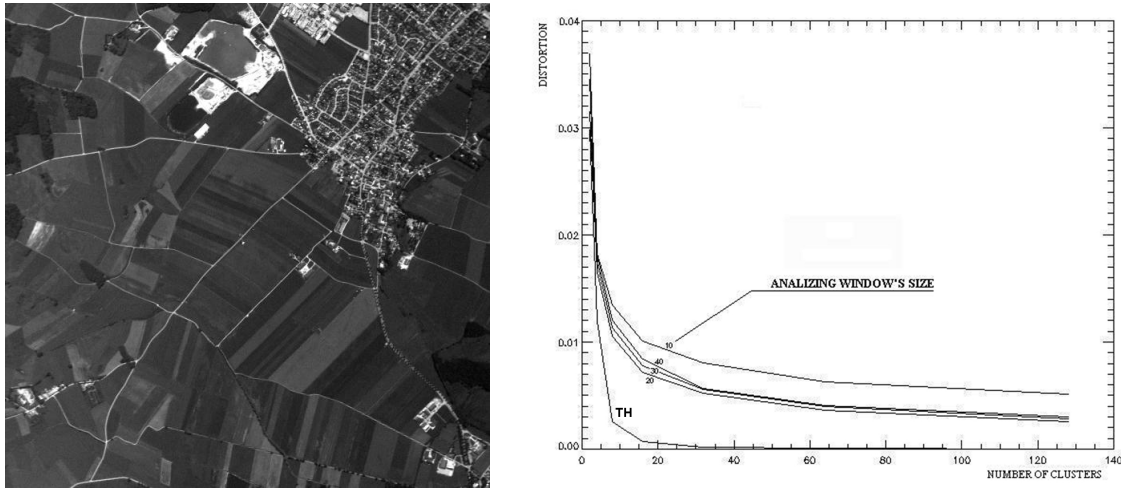 0.04
DISTORTION
0.03
0.02
ANALIZING WINDOW'S SIZE
0.01
10
40
30
20
TH
0.00
0 20 40 60 80 100 120 140
NUMBER OF CLUSTERS